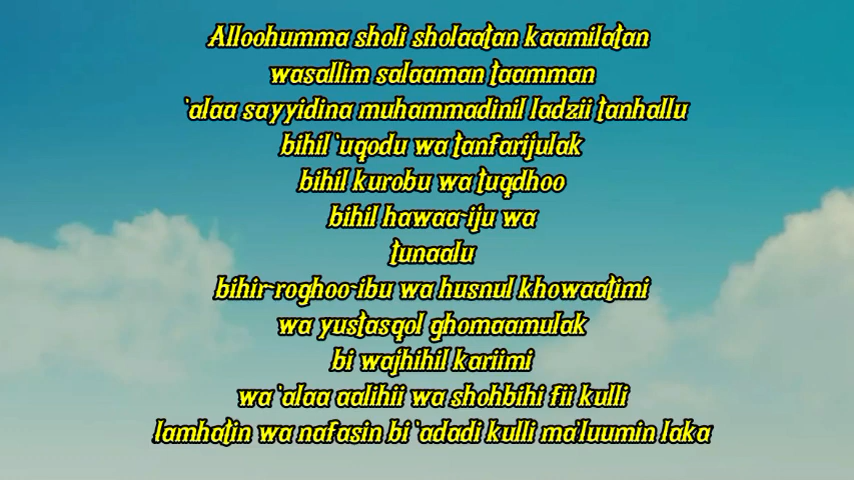 Alloohumma sholi sholaatan kaamilatan
wasallim salaaman taamman
`alaa sayyidina muhammadinil ladzii tanhallu
bihil `uqodu wa tanfarijulak
bihil kurobu wa tuqdhoo
bihil hawaa-iju wa
tunaalu
bihir-roghoo-ibu wa husnul khowaatimi
wa yustasqol ghomaamulak
bi wajhihil kariimi
wa `alaa aalihii wa shohbihi fii kulli
lamhatin wa nafasin bi `adadi kulli ma'luumin laka